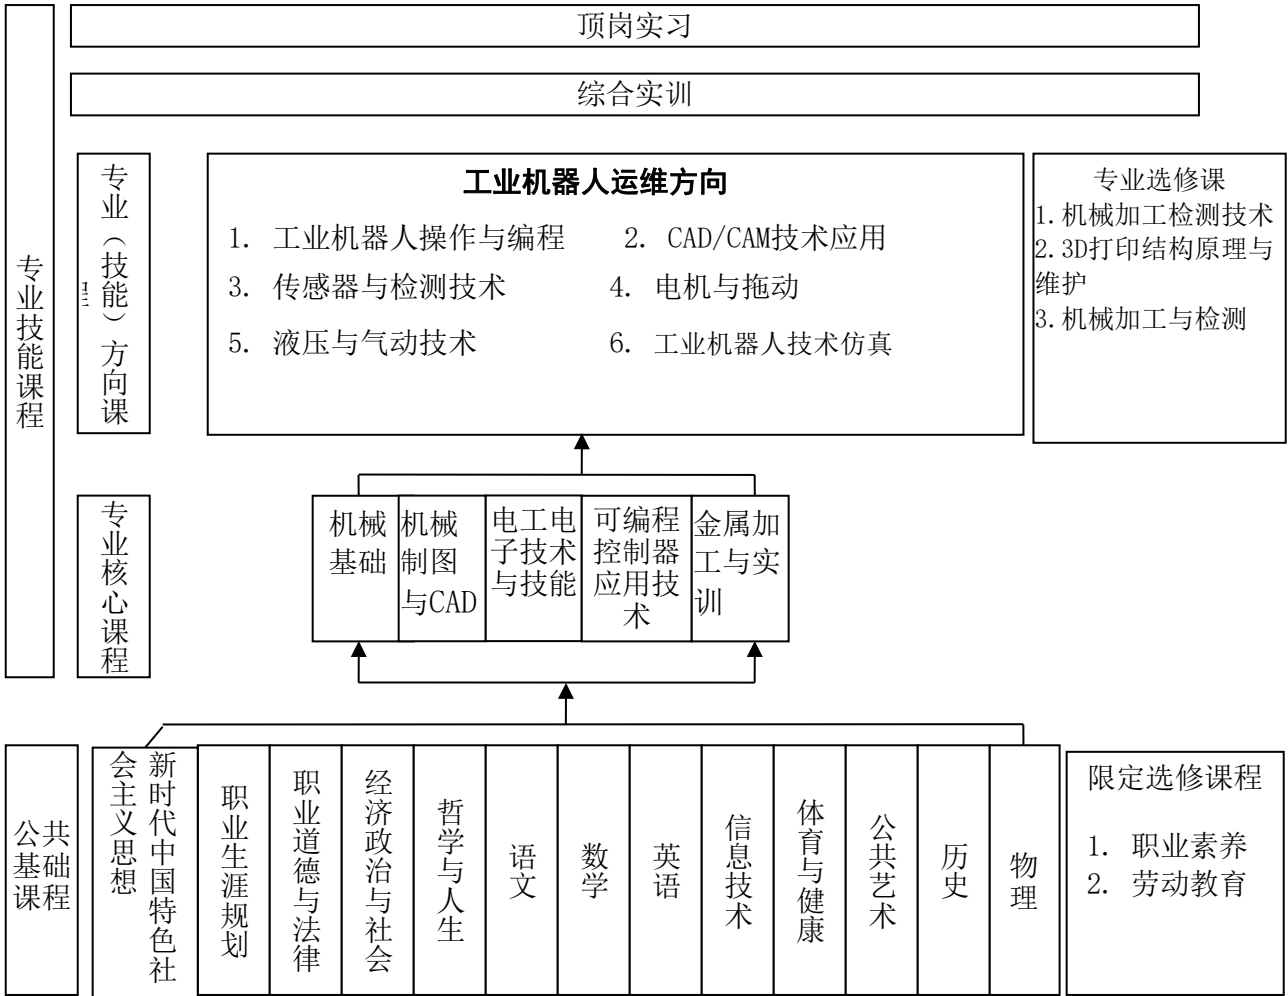 顶岗实习
综合实训
专业技能课程
专业（技能）方向课
程
工业机器人运维方向
1. 工业机器人操作与编程 2. CAD/CAM技术应用
3. 传感器与检测技术 4. 电机与拖动
5. 液压与气动技术 6. 工业机器人技术仿真
专业选修课
1.机械加工检测技术
2.3D打印结构原理与
维护
3.机械加工与检测
专业核心课程
机械
基础
机械
制图
与CAD
电工电
子技术
与技能
可编程
控制器
应用技
术
金属加
工与实
训
公共
基础
课程
新时代中国特色社
会主义思想
职业生涯规划
职业道德与法律
经济政治与社会
哲学与人生
语文
数学
英语
信息技术
体育与健康
公共艺术
历史
物理
限定选修课程
1. 职业素养
2. 劳动教育